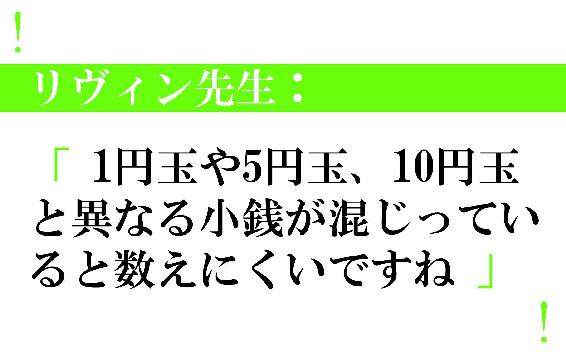 !
リヴィン先生：
「 1円玉や5円玉、10円玉
と異なる小銭が混じってい
ると数えにくいですね 」
!